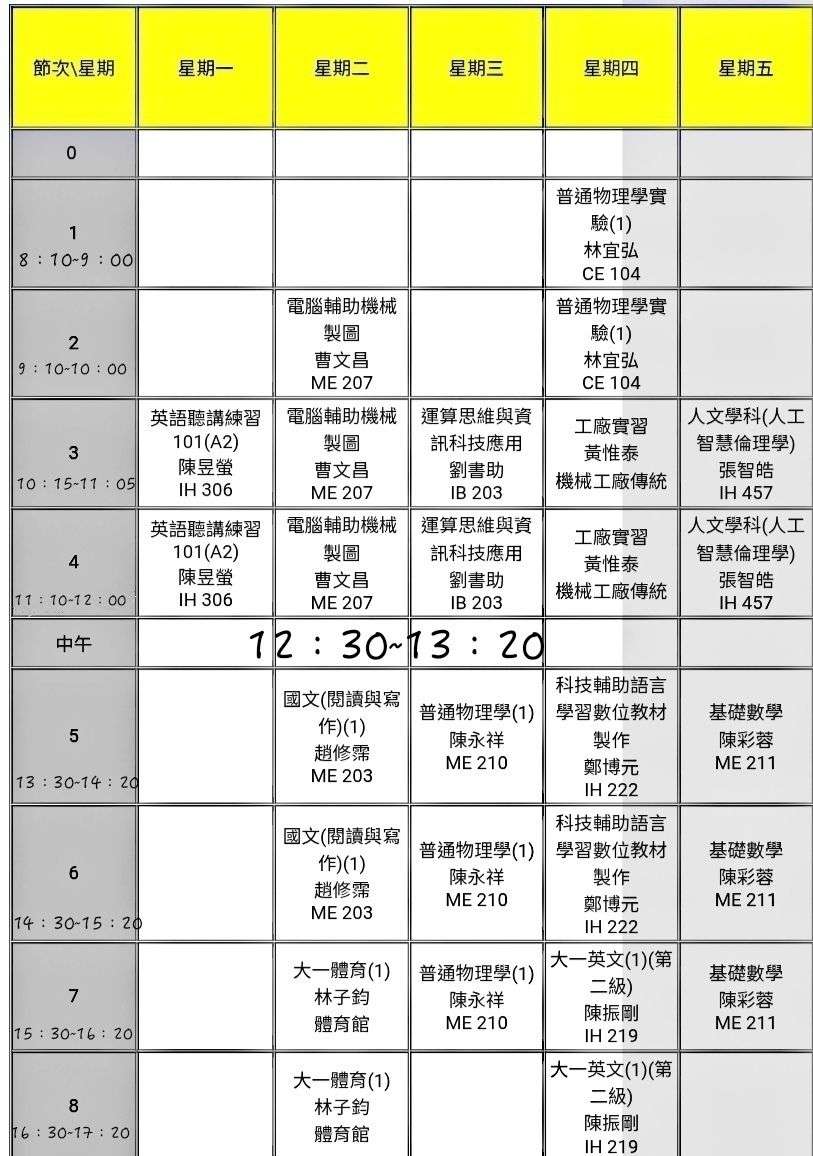 節次\星期 星期一 星期二 星期三 星期四 星期五
0
1
8：10~9：00
普通物理學實
驗(1)
林宜弘
CE 104
2
9：10~10：00
電腦輔助機械
製圖
曹文昌
ME 207
普通物理學實
驗(1)
林宜弘
CE 104
3
10：15~11：05
英語聽講練習
101(A2)
陳昱螢
IH 306
電腦輔助機械
製圖
曹文昌
ME 207
運算思維與資
訊科技應用
劉書助
IB 203
工廠實習
黃惟泰
機械工廠傳統
人文學科(人工
智慧倫理學)
張智皓
IH 457
4
11：10~12：00
英語聽講練習
101(A2)
陳昱螢
IH 306
電腦輔助機械
製圖
曹文昌
ME 207
運算思維與資
訊科技應用
劉書助
IB 203
工廠實習
黃惟泰
機械工廠傳統
人文學科(人工
智慧倫理學)
張智皓
IH 457
中午
12：30~13：20
5
13：30~14：20
國文(閱讀與寫
作)(1)
趙修霈
ME 203
普通物理學(1)
陳永祥
ME 210
科技輔助語言
學習數位教材
製作
鄭博元
IH 222
基礎數學
陳彩蓉
ME 211
6
14：30~15：20
國文(閱讀與寫
作)(1)
趙修霈
ME 203
普通物理學(1)
陳永祥
ME 210
科技輔助語言
學習數位教材
製作
鄭博元
IH 222
基礎數學
陳彩蓉
ME 211
7
15：30~16：20
大一體育(1)
林子鈞
體育館
普通物理學(1)
陳永祥
ME 210
大一英文(1)(第
二級)
陳振剛
IH 219
基礎數學
陳彩蓉
ME 211
8
16：30~17：20
大一體育(1)
林子鈞
體育館
大一英文(1)(第
二級)
陳振剛
IH 219